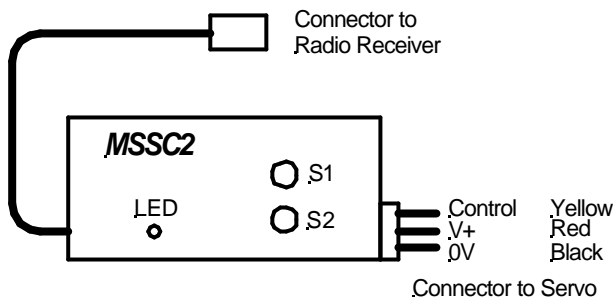 Connector to
Radio Receiver
MSSC2
S1
LED
S2
Control Yellow
V+ Red
0V Black
Connector to Servo